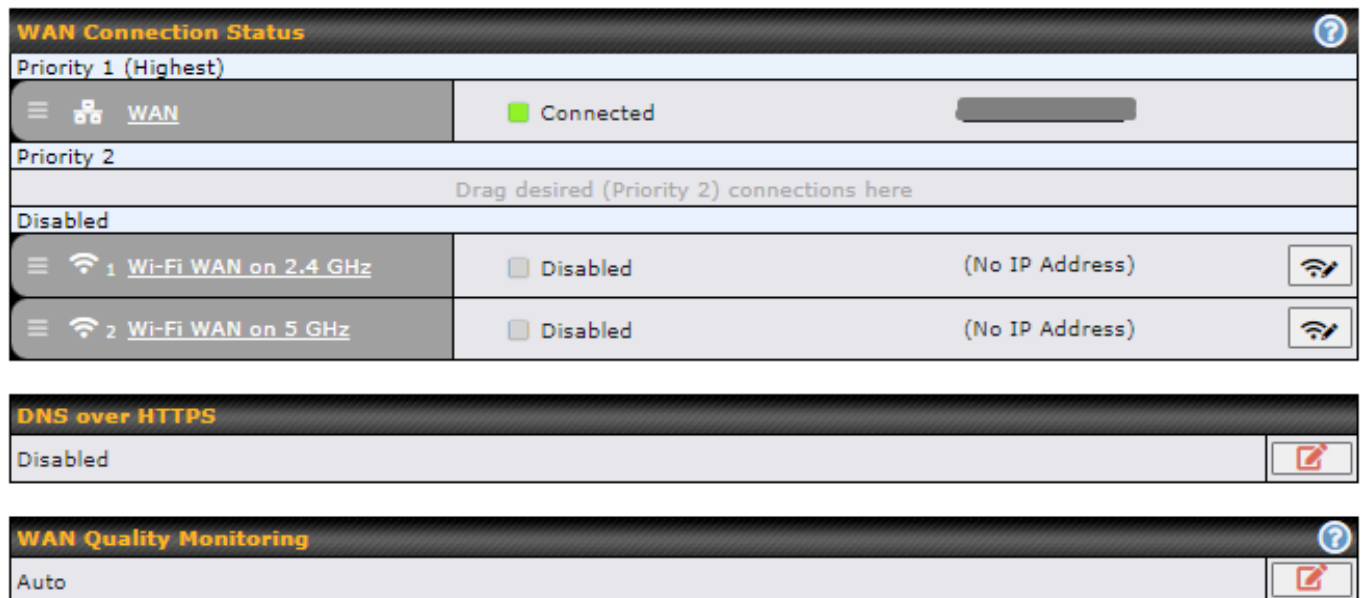 WAN Connection Status ?
Priority 1 (Highest)
WAN Connected
Priority 2
Drag desired (Priority 2) connections here
Disabled
1 Wi-Fi WAN on 2.4 GHz Disabled (No IP Address)
2 Wi-Fi WAN on 5 GHz Disabled (No IP Address)
DNS over HTTPS
Disabled
WAN Quality Monitoring ?
Auto